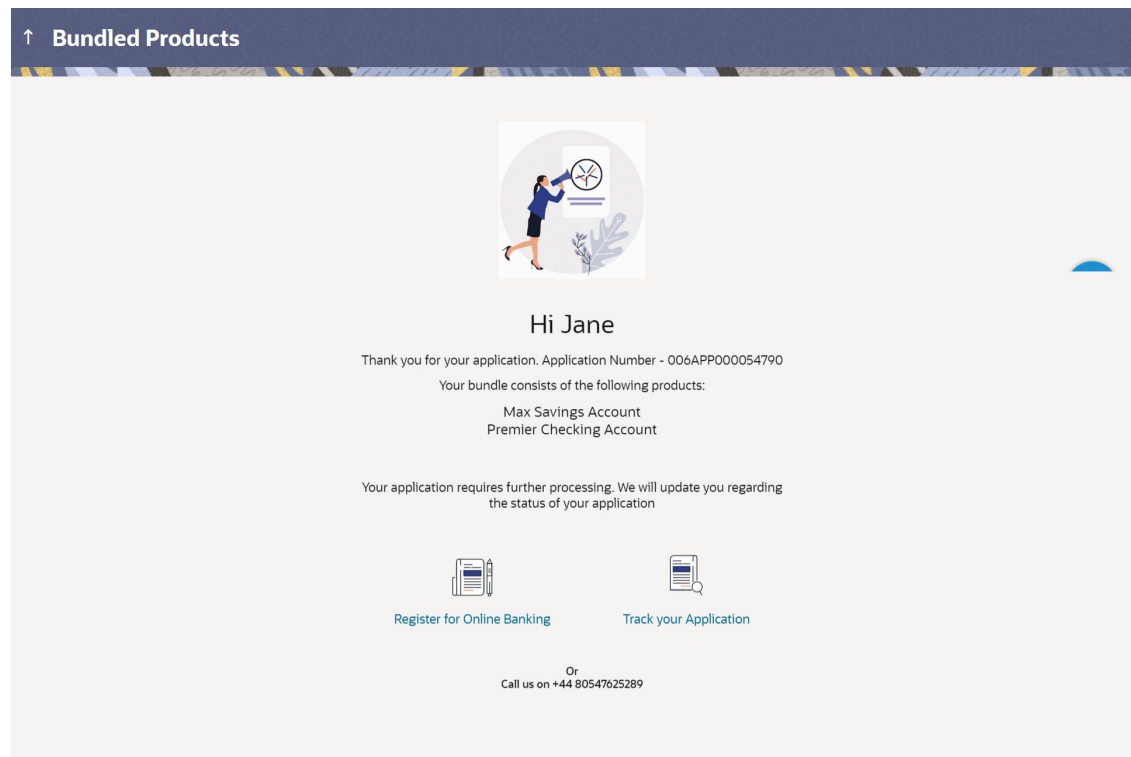 ↑ Bundled Products
Hi Jane
Thank you for your application. Application Number - 006APP000054790
Your bundle consists of the following products:
Max Savings Account
Premier Checking Account
Your application requires further processing. We will update you regarding
the status of your application
Register for Online Banking
Track your Application
Or
Call us on +44 80547625289